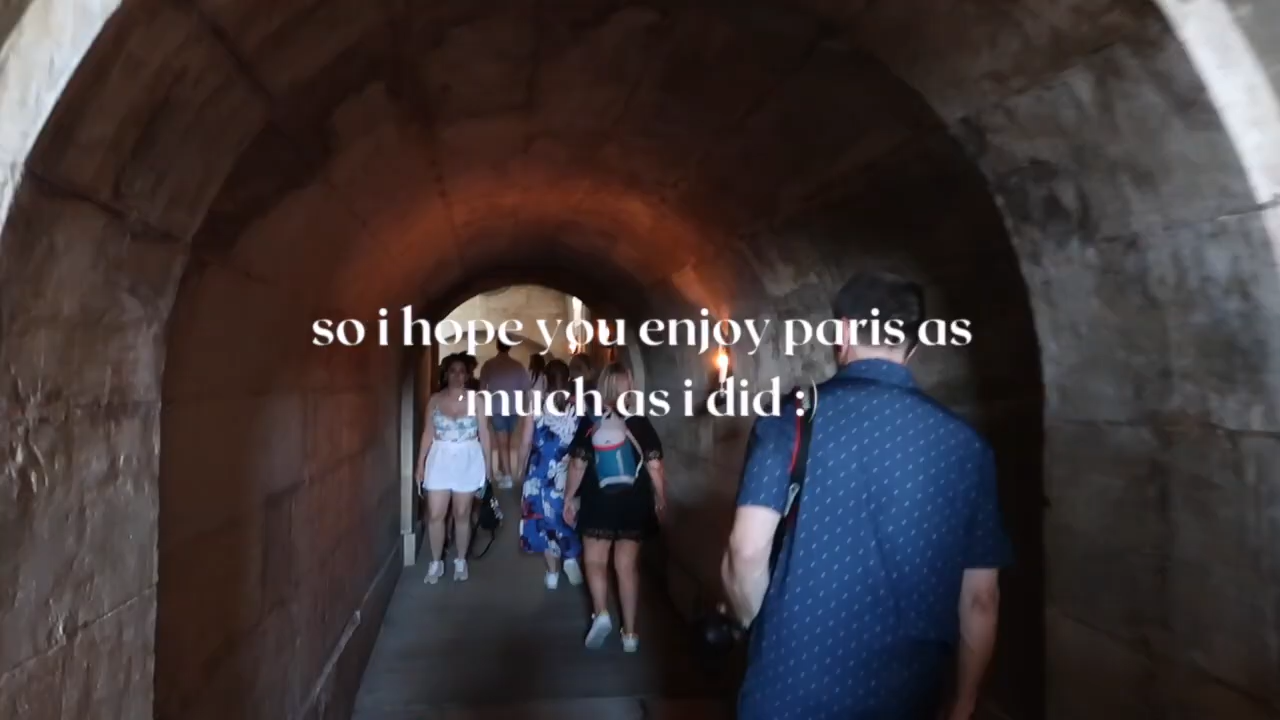 so i hope you enjoy paris as
much as i did :)